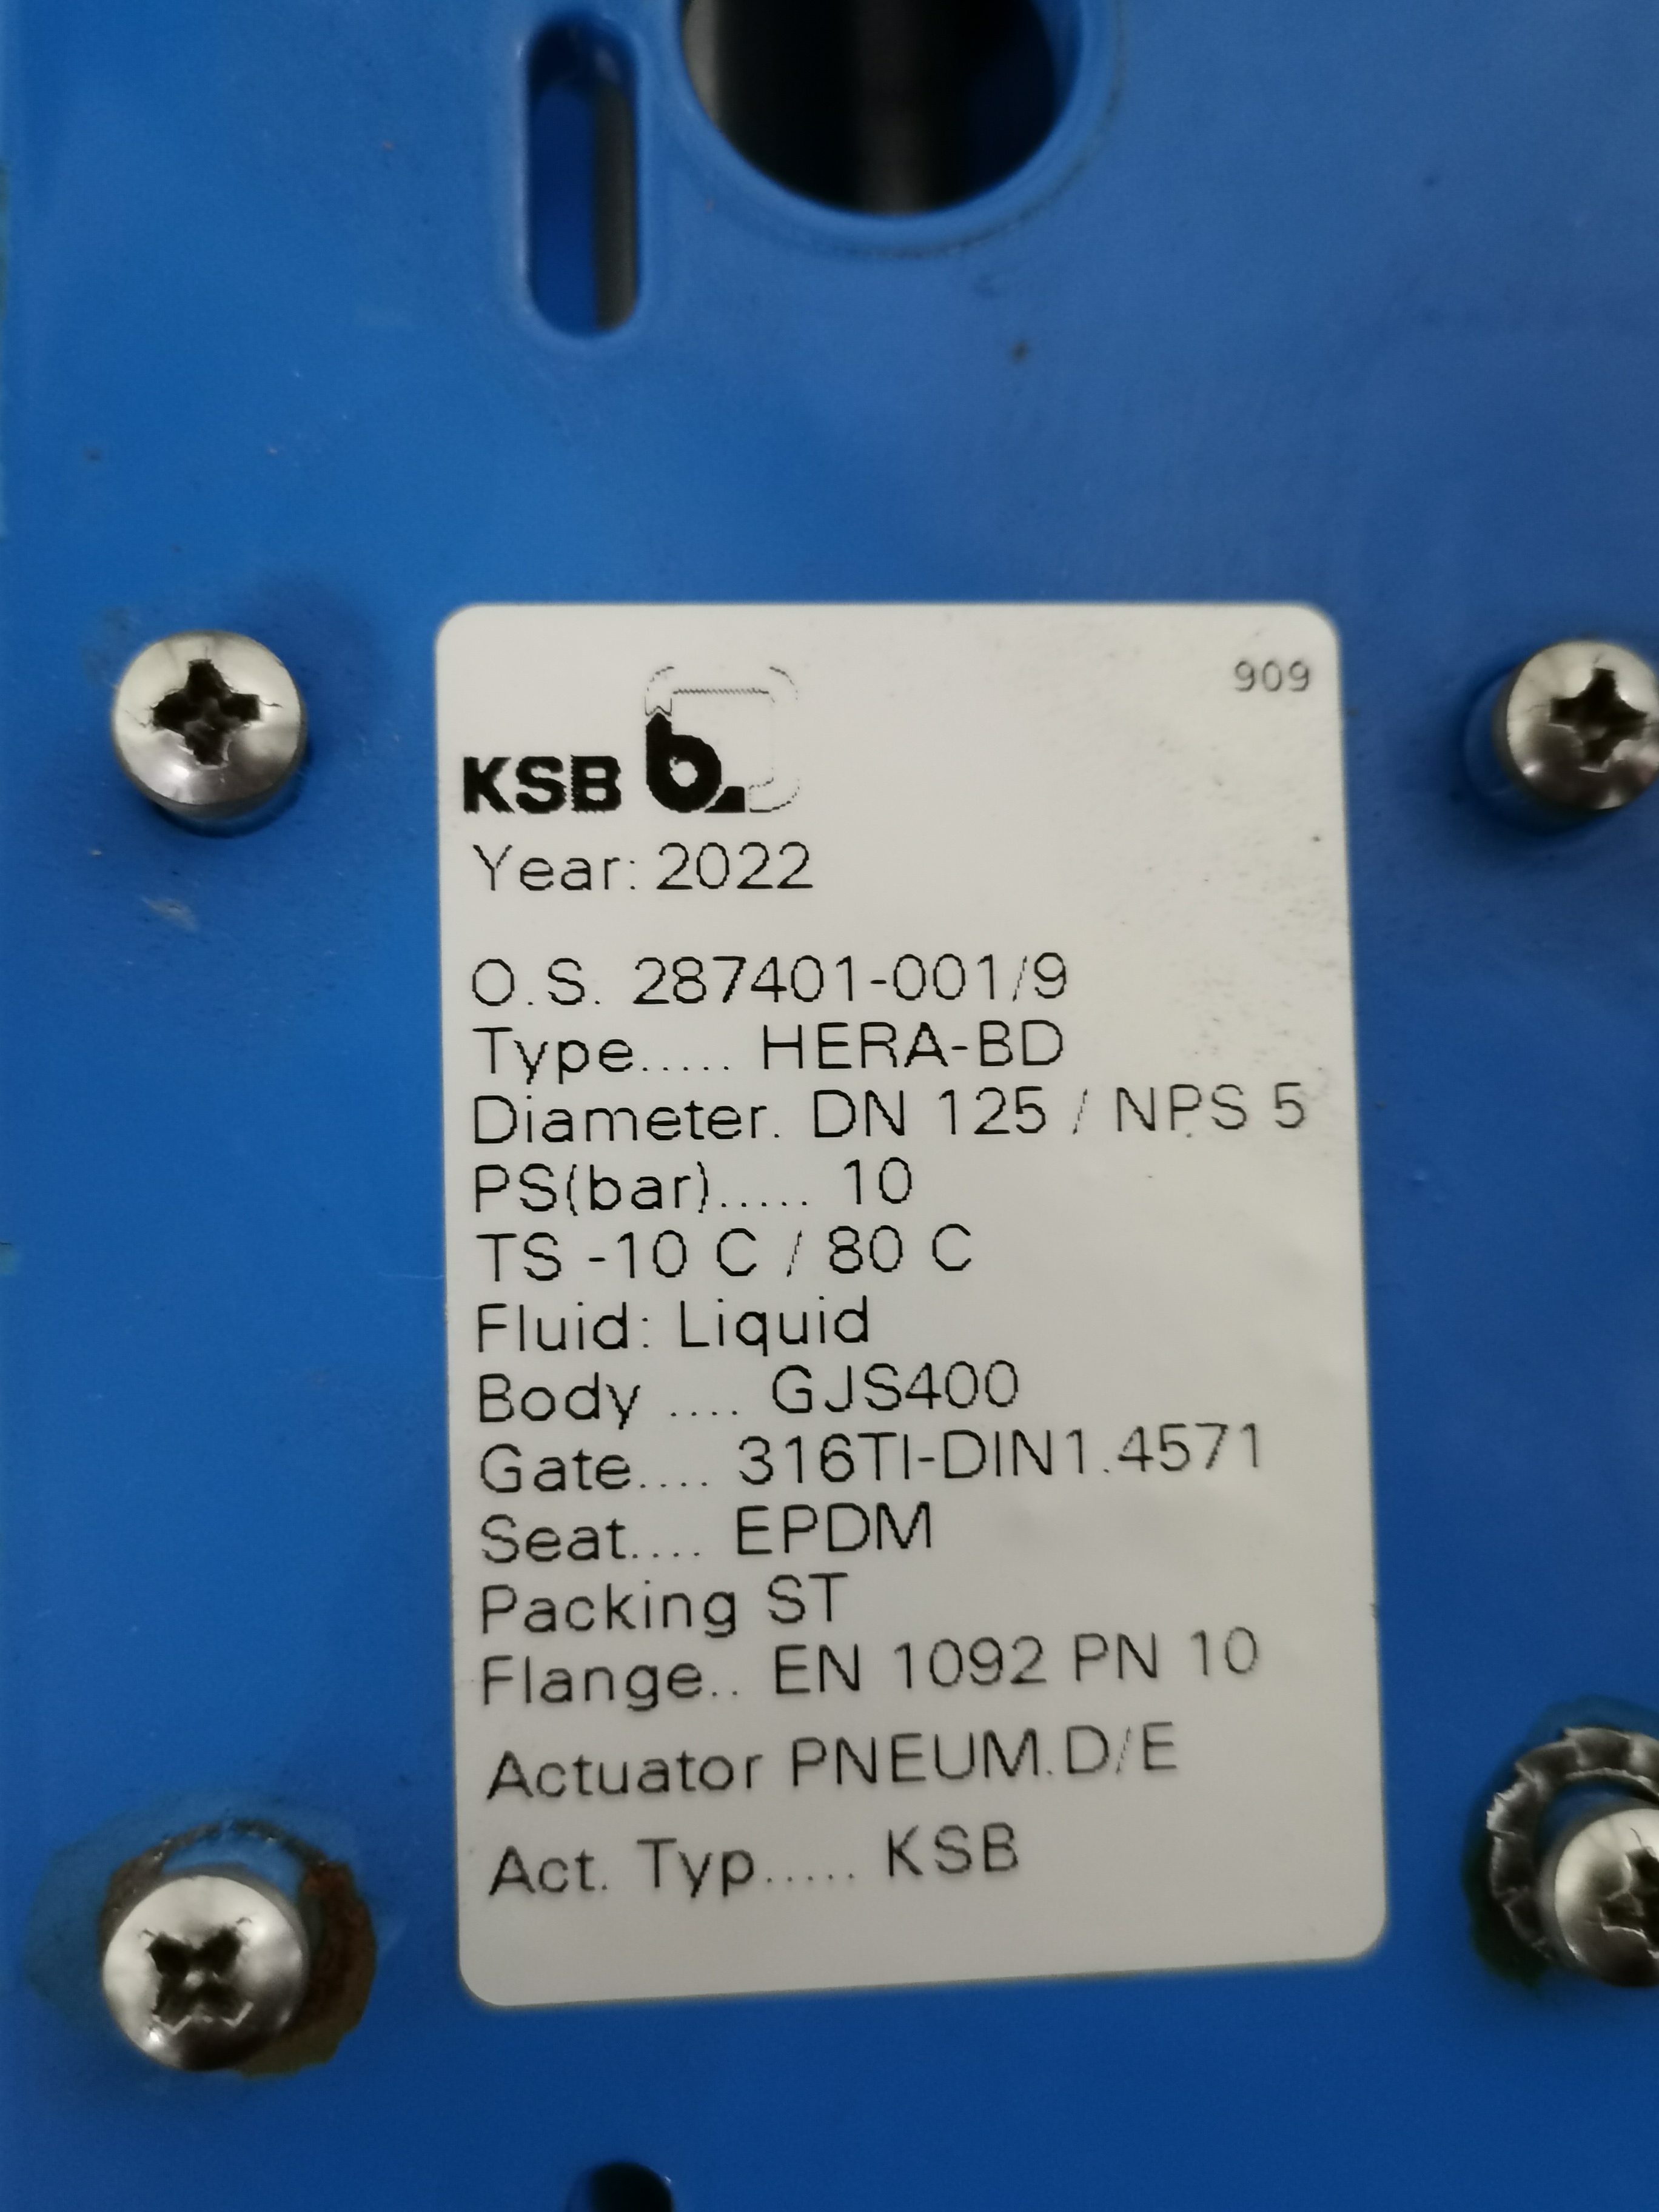 909
KSB b.
Year: 2022
O.S. 287401-001/9
Type..... HERA-BD
Diameter. DN 125 / NPS 5
PS(bar)..... 10
TS -10 C / 80 C
Fluid: Liquid
Body .... GJS400
Gate.... 316TI-DIN1.4571
Seat.... EPDM
Packing ST
Flange.. EN 1092 PN 10
Actuator PNEUM.D/E
Act. Typ..... KSB